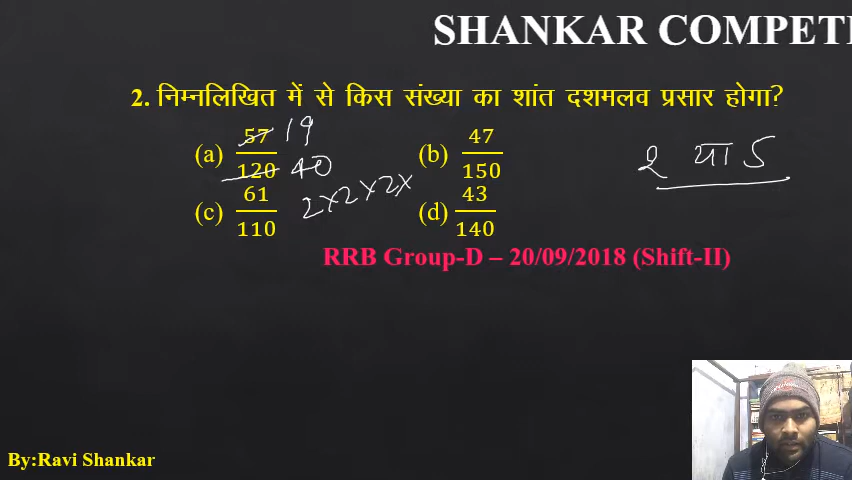 SHANKAR COMPETI
2. निम्नलिखित में से किस संख्या का शांत दशमलव प्रसार होगा?
(a) 57/120 19/40 (b) 47/150
2 या 5
(c) 61/110 2×2×2× (d) 43/140
RRB Group-D – 20/09/2018 (Shift-II)
By:Ravi Shankar